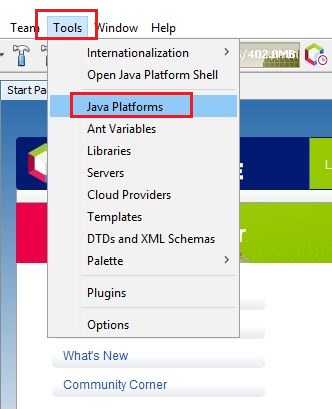 Team Tools Window Help
Internationalization
/402.0MB
Open Java Platform Shell
Start Pa
Java Platforms
Ant Variables
Libraries
Servers
Cloud Providers
Templates
DTDs and XML Schemas
Palette
Plugins
Options
What's New
Community Corner